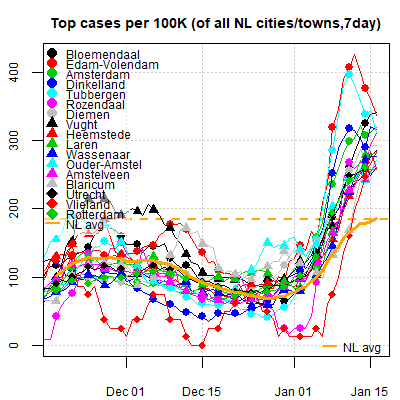 Top cases per 100K (of all NL cities/towns,7day)
400
300
200
100
0
Bloemendaal
Edam-Volendam
Amsterdam
Dinkelland
Tubbergen
Rozendaal
Diemen
Vught
Heemstede
Laren
Wassenaar
Ouder-Amstel
Amstelveen
Blaricum
Utrecht
Vlieland
Rotterdam
NL avg
NL avg
Dec 01
Dec 15
Jan 01
Jan 15